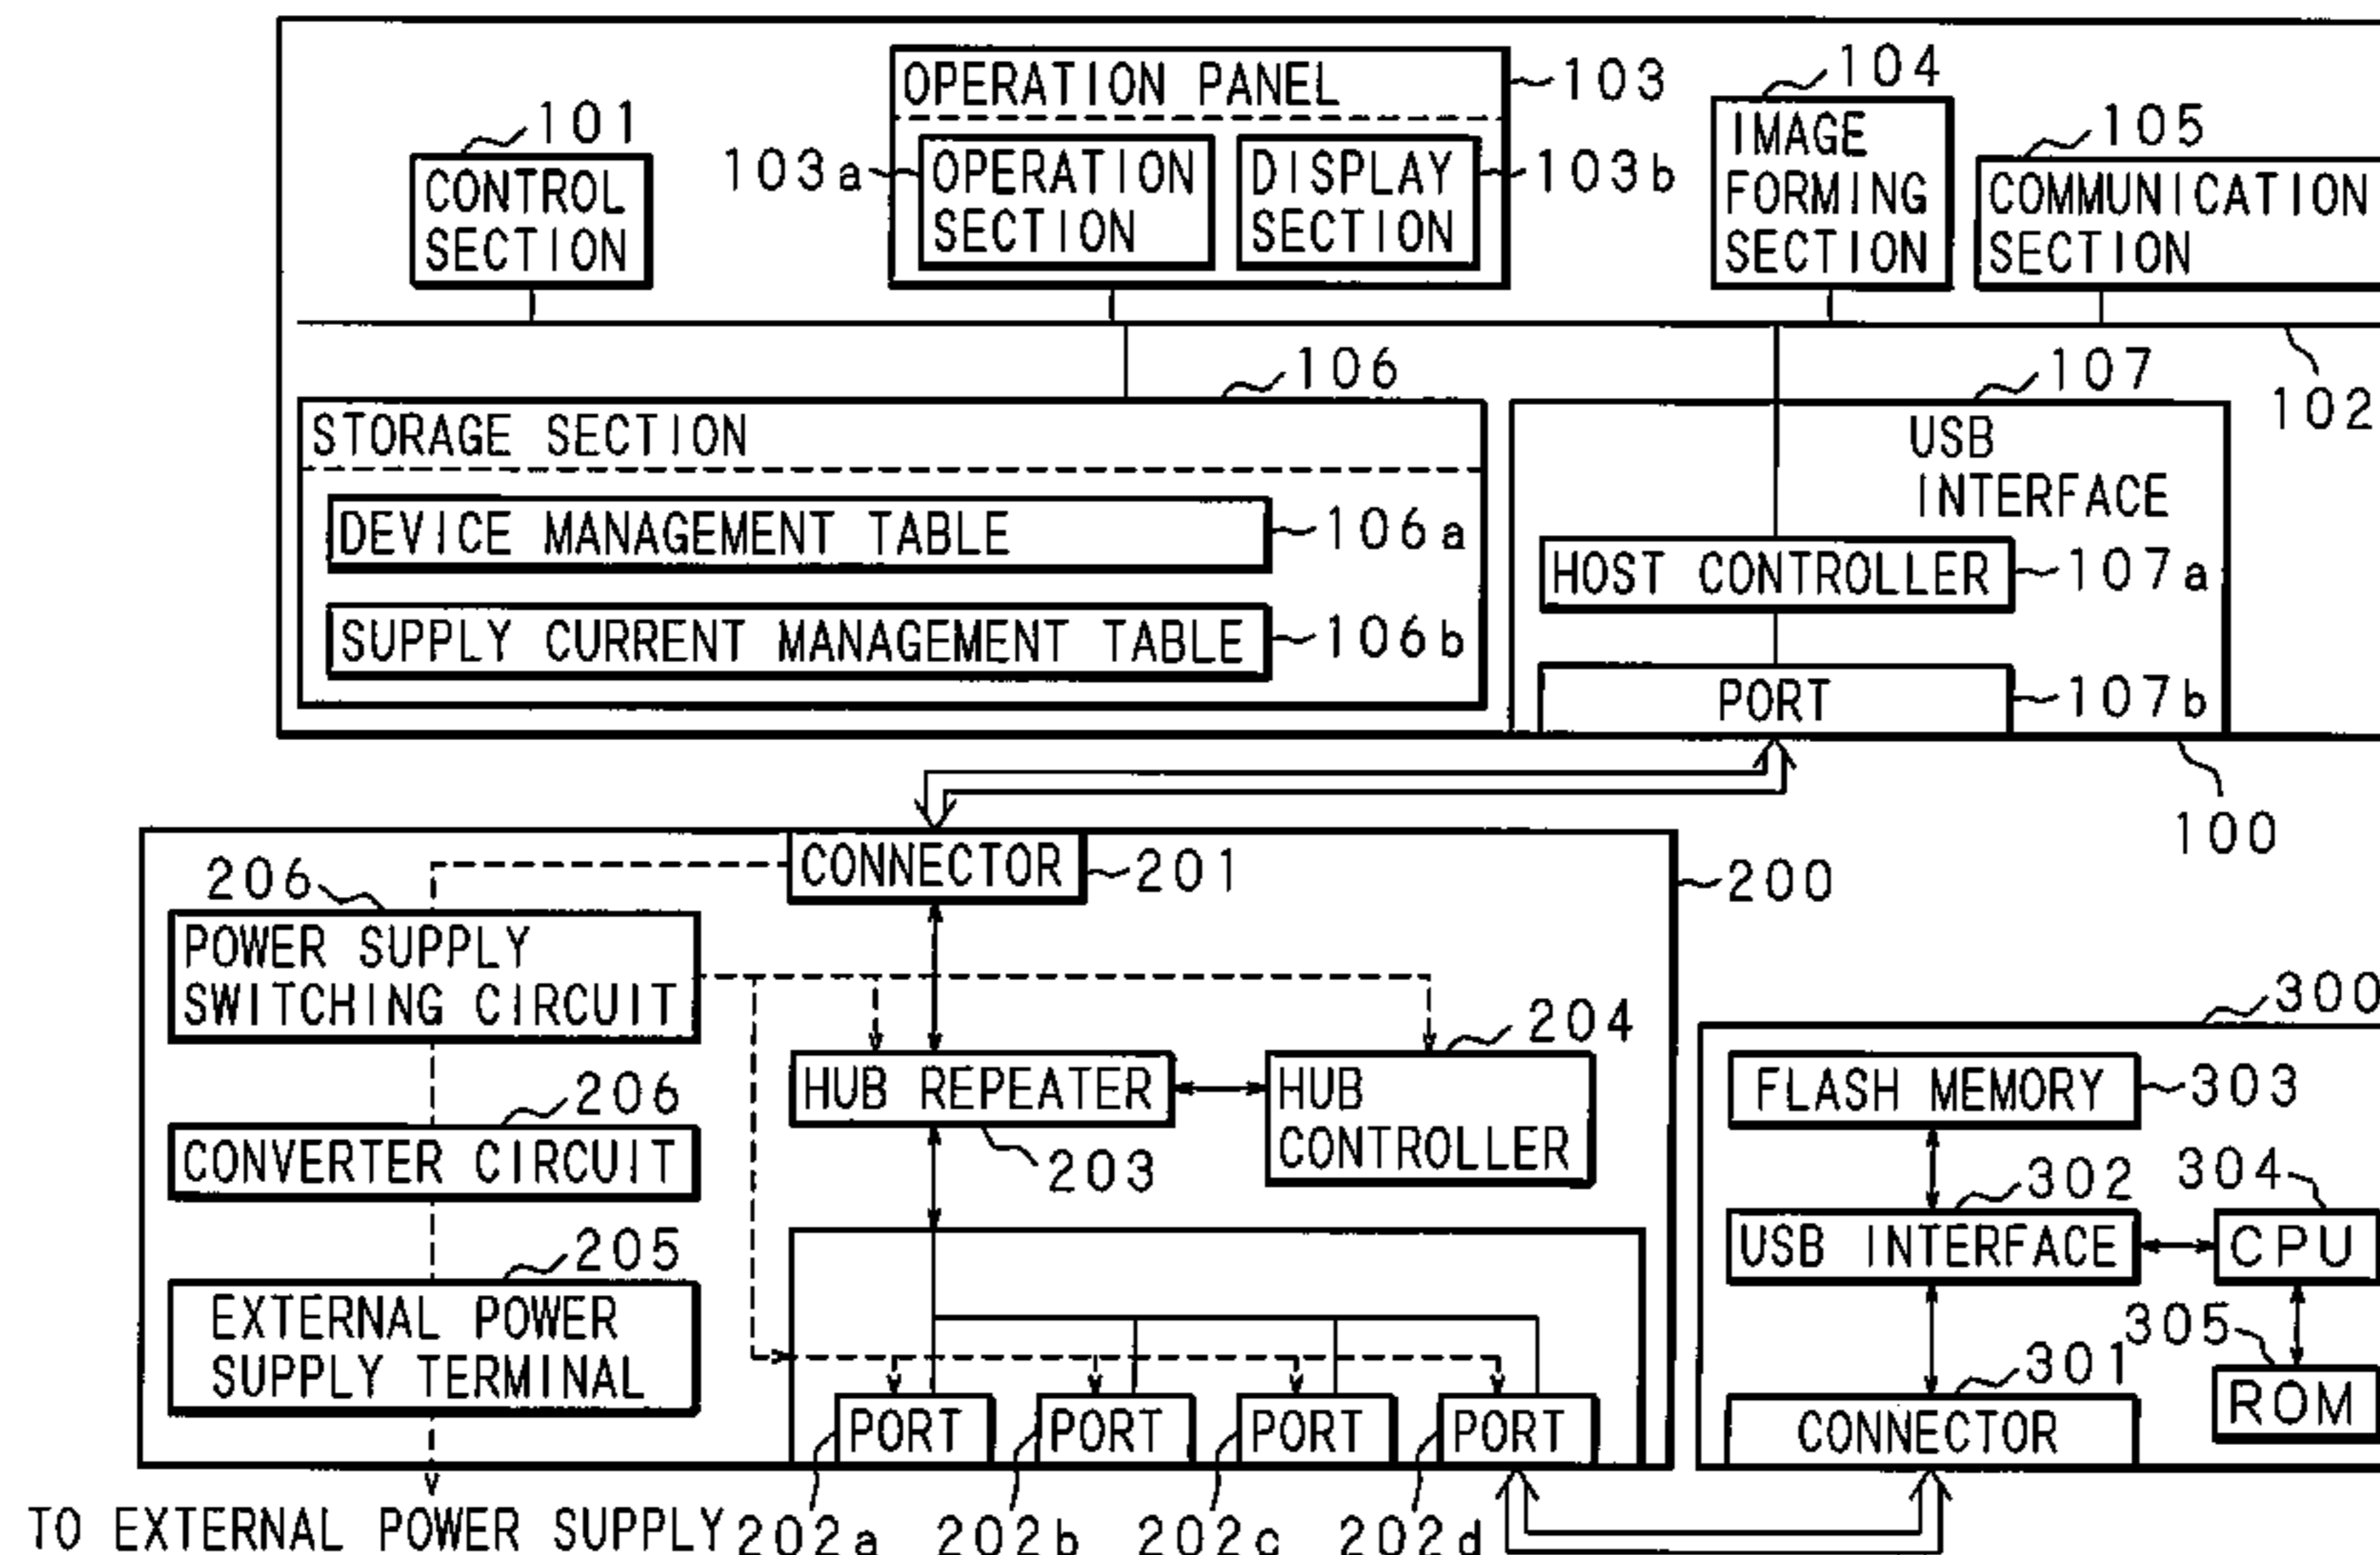 OPERATION PANEL
103
104
101
103a
OPERATION
SECTION
DISPLAY
SECTION
103b
IMAGE
FORMING
SECTION
105
CONTROL
SECTION
COMMUNICATION
SECTION
106
107
102
STORAGE SECTION
USB
INTERFACE
DEVICE MANAGEMENT TABLE
106a
HOST CONTROLLER
107a
SUPPLY CURRENT MANAGEMENT TABLE
106b
PORT
107b
100
CONNECTOR
201
200
206
POWER SUPPLY
SWITCHING CIRCUIT
204
300
HUB REPEATER
203
HUB
CONTROLLER
FLASH MEMORY
303
206
CONVERTER CIRCUIT
302
304
205
USB INTERFACE
CPU
EXTERNAL POWER
SUPPLY TERMINAL
305
301
PORT
PORT
PORT
PORT
CONNECTOR
ROM
TO EXTERNAL POWER SUPPLY
202a
202b
202c
202d